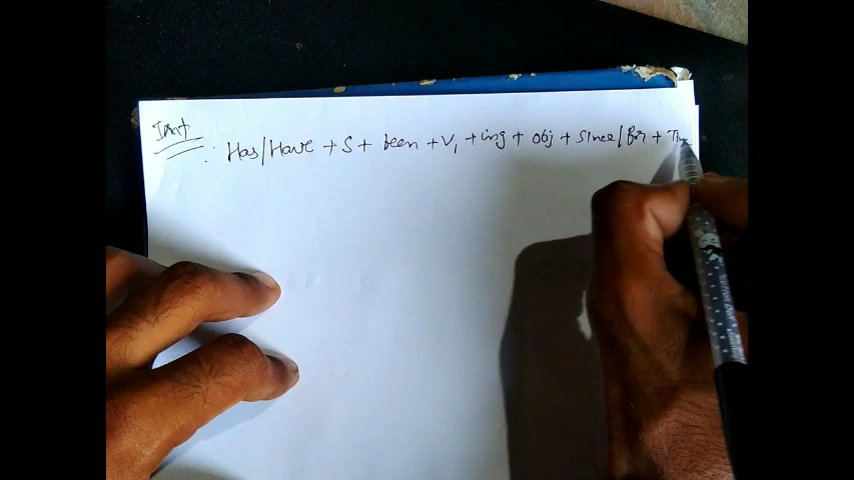 Int
: Has/Have + S + been + V1 + ing + obj + since/for +